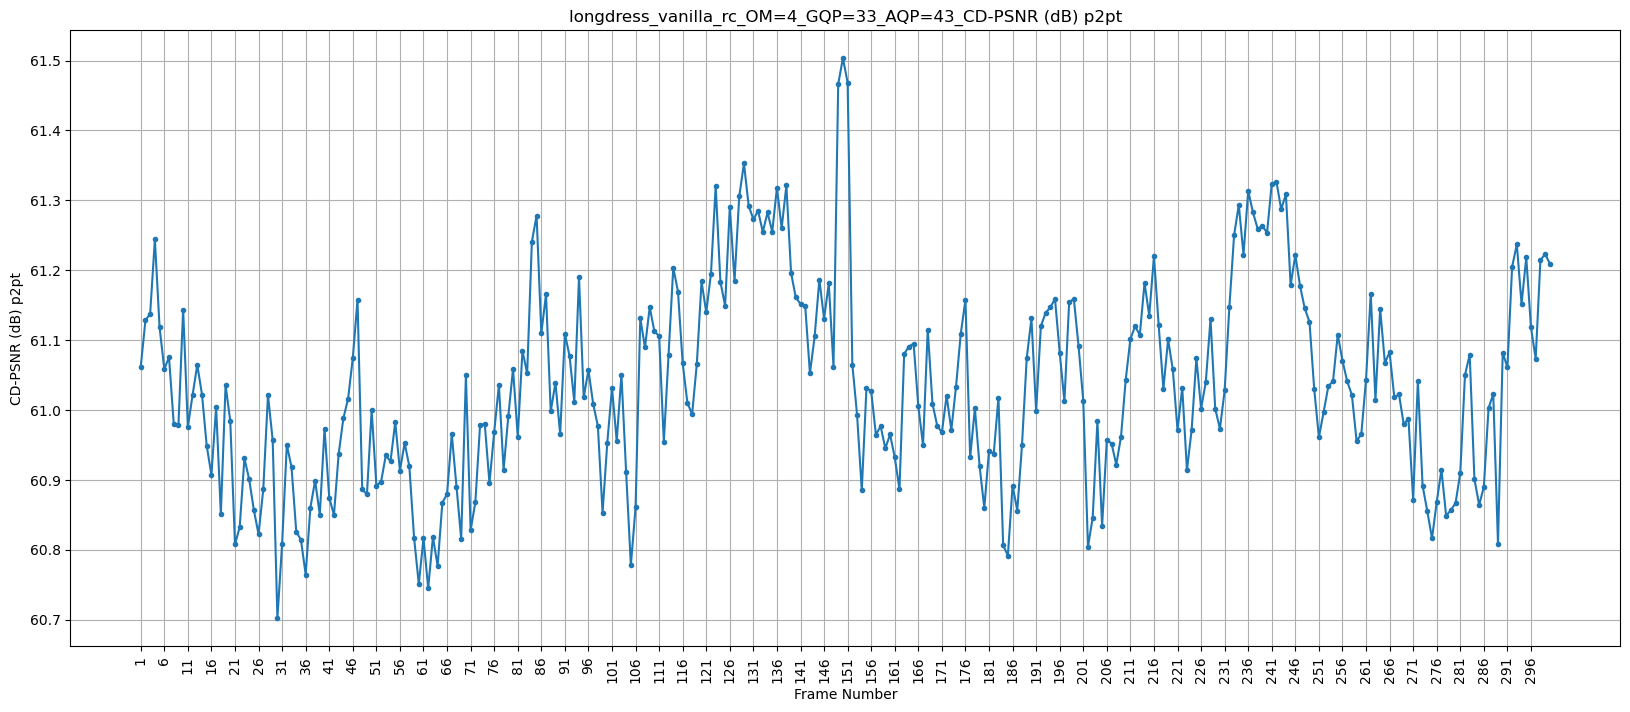 longdress_vanilla_rc_OM=4_GQP=33_AQP=43_CD-PSNR (dB) p2pt
CD-PSNR (dB) p2pt
61.5
61.4
61.3
61.2
61.1
61.0
60.9
60.8
60.7
1 6 11 16 21 26 31 36 41 46 51 56 61 66 71 76 81 86 91 96 101 106 111 116 121 126 131 136 141 146 151 156 161 166 171 176 181 186 191 196 201 206 211 216 221 226 231 236 241 246 251 256 261 266 271 276 281 286 291 296
Frame Number